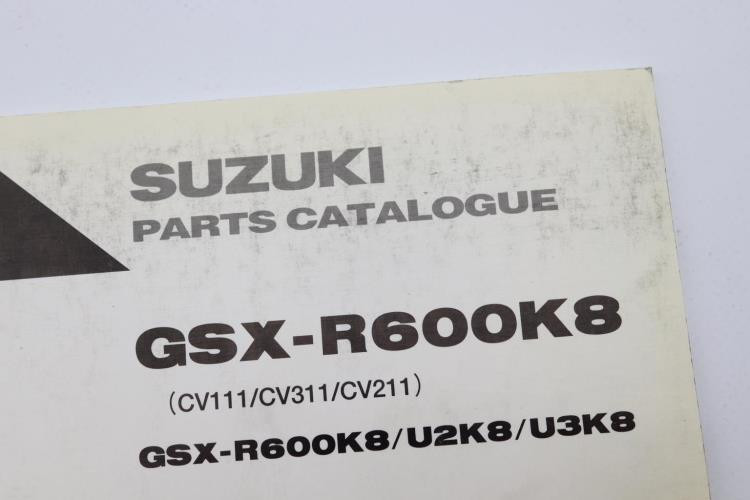 SUZUKI
PARTS CATALOGUE
GSX-R600K8
(CV111/CV311/CV211)
GSX-R600K8/U2K8/U3K8